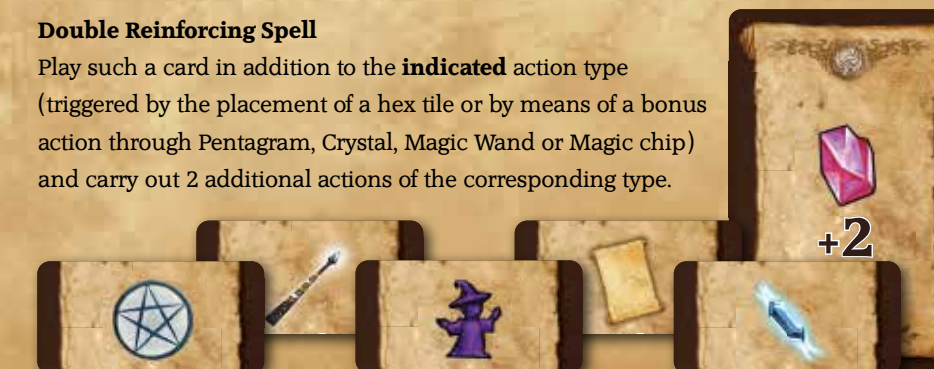 Double Reinforcing Spell
Play such a card in addition to the indicated action type
(triggered by the placement of a hex tile or by means of a bonus
action through Pentagram, Crystal, Magic Wand or Magic chip)
and carry out 2 additional actions of the corresponding type.
+2